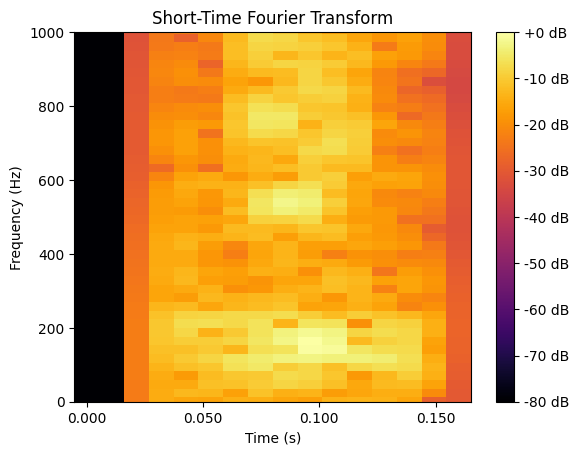 Short-Time Fourier Transform
1000
800
600
400
200
0
Frequency (Hz)
0.000
0.050
0.100
0.150
Time (s)
+0 dB
-10 dB
-20 dB
-30 dB
-40 dB
-50 dB
-60 dB
-70 dB
-80 dB